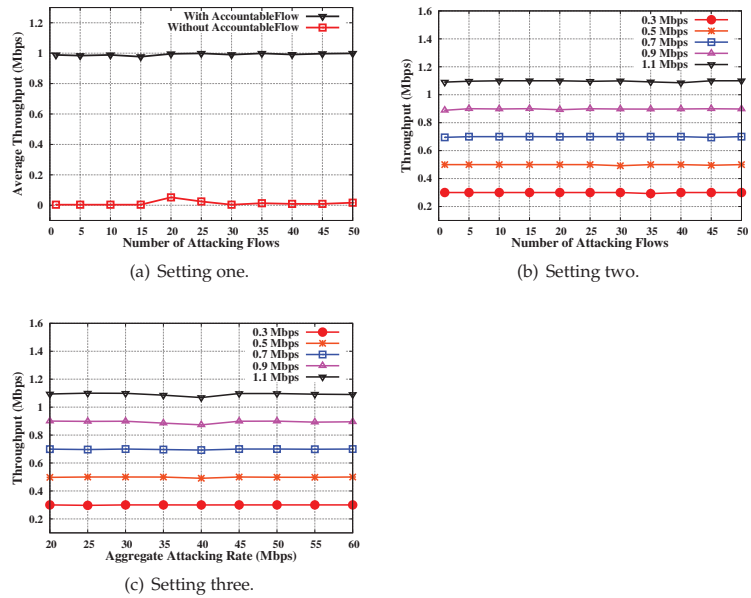 With AccountableFlow
Without AccountableFlow
Average Throughput (Mbps)
1.2
1
0.8
0.6
0.4
0.2
0
0 5 10 15 20 25 30 35 40 45 50
Number of Attacking Flows
(a) Setting one.
0.3 Mbps
0.5 Mbps
0.7 Mbps
0.9 Mbps
1.1 Mbps
Throughput (Mbps)
1.6
1.4
1.2
1
0.8
0.6
0.4
0.2
0 5 10 15 20 25 30 35 40 45 50
Number of Attacking Flows
(b) Setting two.
0.3 Mbps
0.5 Mbps
0.7 Mbps
0.9 Mbps
1.1 Mbps
Throughput (Mbps)
1.6
1.4
1.2
1
0.8
0.6
0.4
0.2
20 25 30 35 40 45 50 55 60
Aggregate Attacking Rate (Mbps)
(c) Setting three.